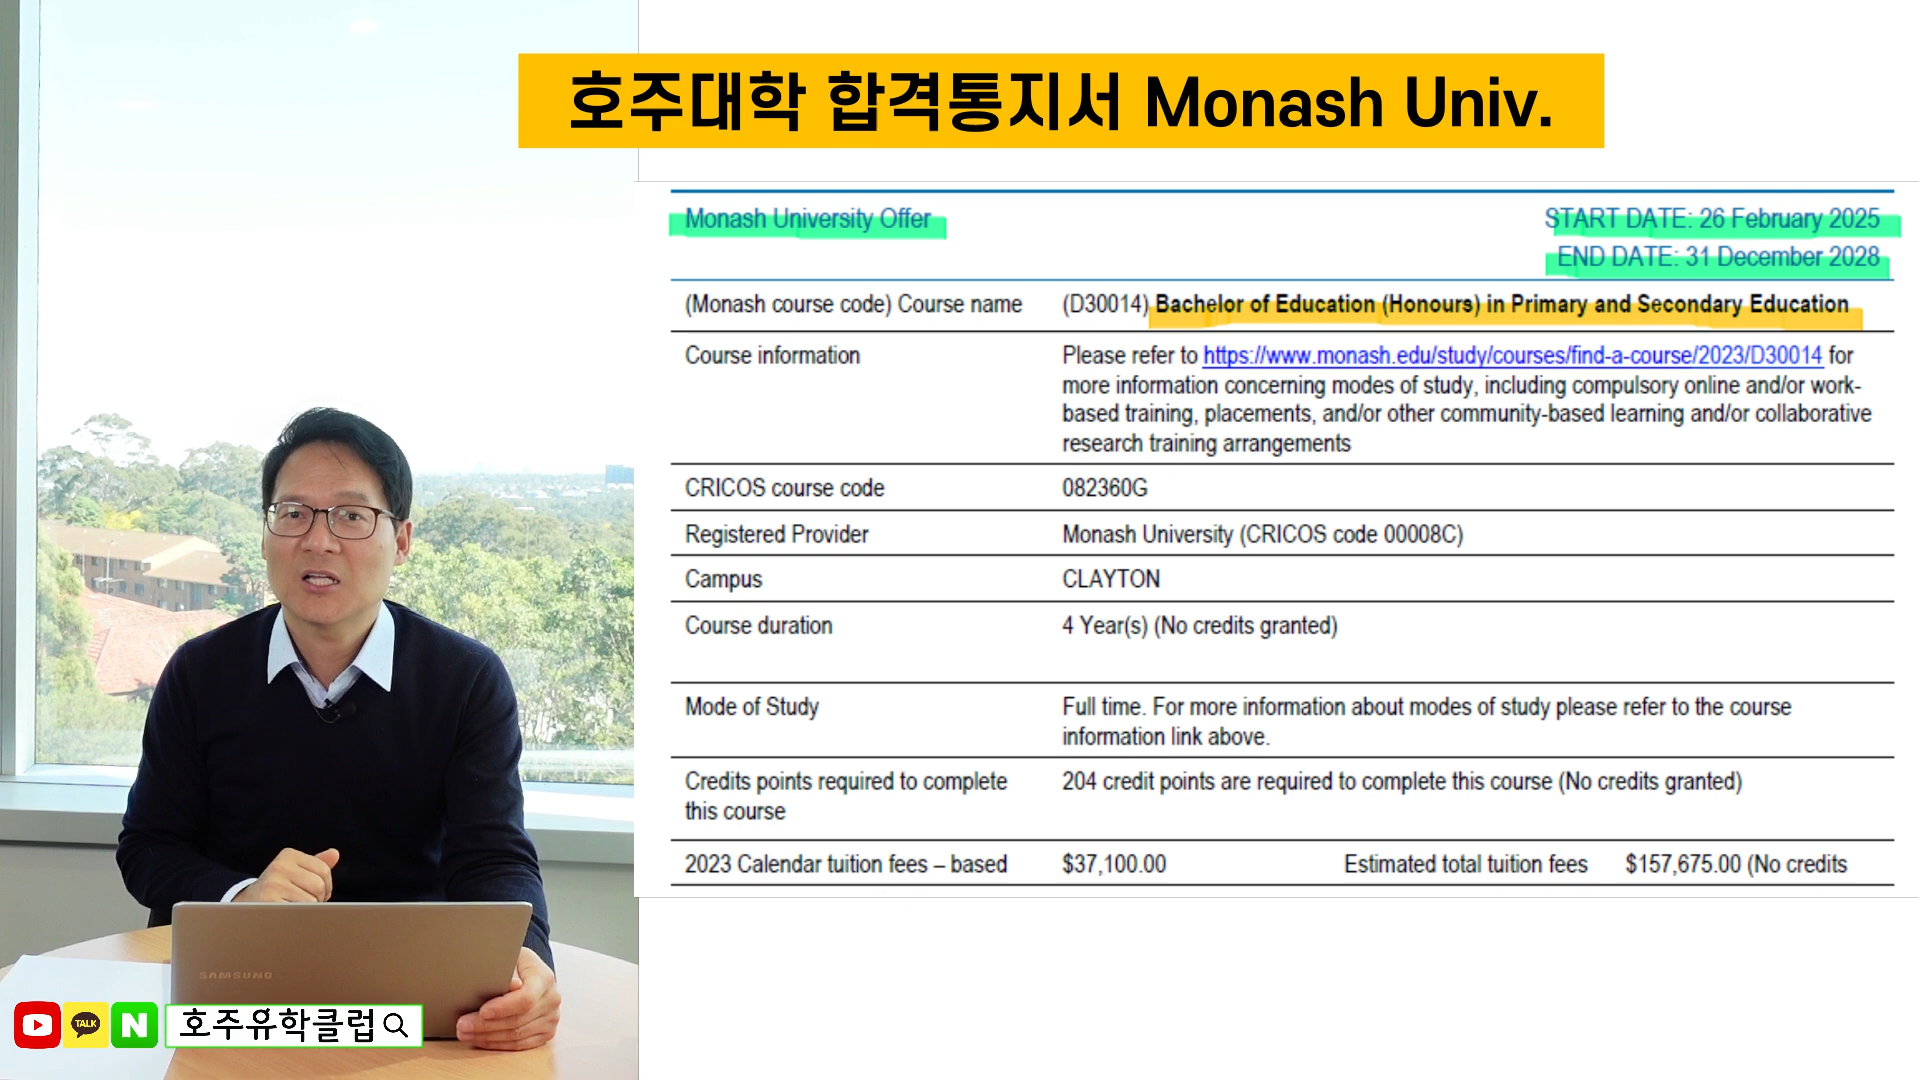 호주대학 합격통지서 Monash Univ.
Monash University Offer
START DATE: 26 February 2025
END DATE: 31 December 2028
(Monash course code) Course name
(D30014) Bachelor of Education (Honours) in Primary and Secondary Education
Course information
Please refer to https://www.monash.edu/study/courses/find-a-course/2023/D30014 for
more information concerning modes of study, including compulsory online and/or work-
based training, placements, and/or other community-based learning and/or collaborative
research training arrangements
CRICOS course code
082360G
Registered Provider
Monash University (CRICOS code 00008C)
Campus
CLAYTON
Course duration
4 Year(s) (No credits granted)
Mode of Study
Full time. For more information about modes of study please refer to the course
information link above.
Credits points required to complete
this course
204 credit points are required to complete this course (No credits granted)
2023 Calendar tuition fees – based
$37,100.00
Estimated total tuition fees
$157,675.00 (No credits
SAMSUNG
TALK
N
호주유학클럽